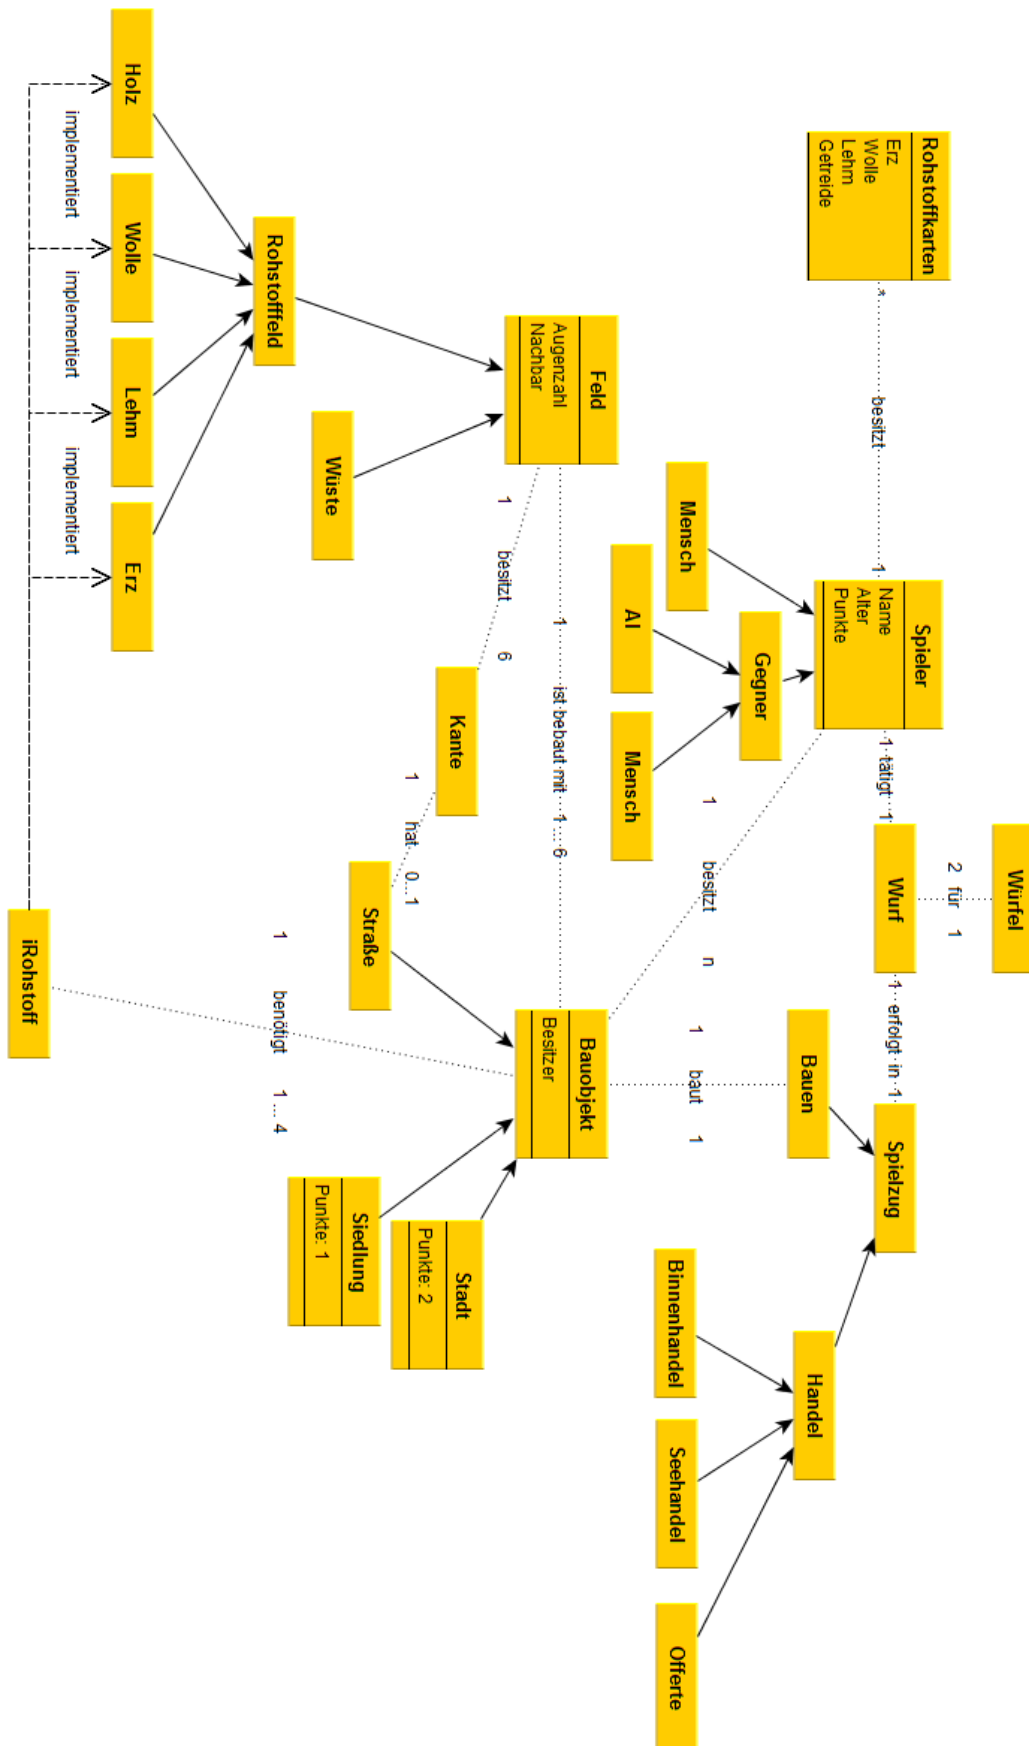 Würfel
2 für 1
Rohstoffkarten
Erz
Wolle
Lehm
Getreide
* besitzt 1
Spieler
Name
Alter
Punkte
1 tätigt 1
Wurf
1 erfolgt in 1
Spielzug
Mensch
Gegner
AI
Mensch
Bauen
Handel
Binnenhandel
Seehandel
Offerte
1 besitzt n
1 baut 1
Feld
Augenzahl
Nachbar
1 ist bebaut mit 1 ... 6
Bauobjekt
Besitzer
Wüste
1 besitzt 6
Kante
1 hat 0...1
Straße
Stadt
Punkte: 2
Siedlung
Punkte: 1
Rohstofffeld
1 benötigt 1 ... 4
Holz
Wolle
Lehm
Erz
implementiert
implementiert
implementiert
iRohstoff